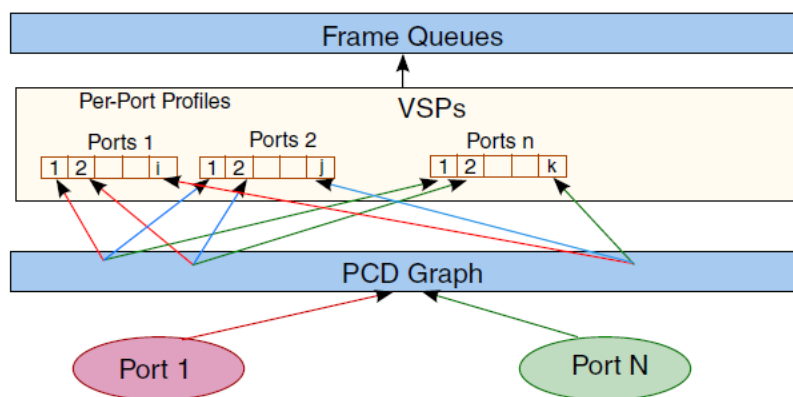 Frame Queues
Per-Port Profiles
VSPs
Ports 1
Ports 2
Ports n
1 2 i
1 2 j
1 2 k
PCD Graph
Port 1
Port N